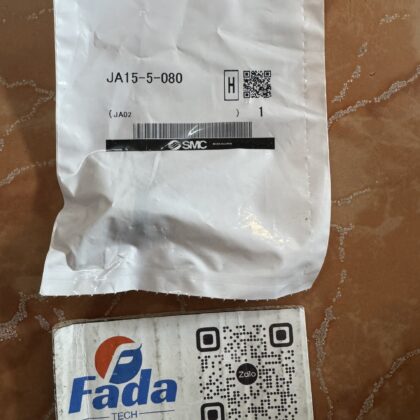 JA15-5-080
H
(JA02 ) 1
SMC
Fada
TECH
Zalo